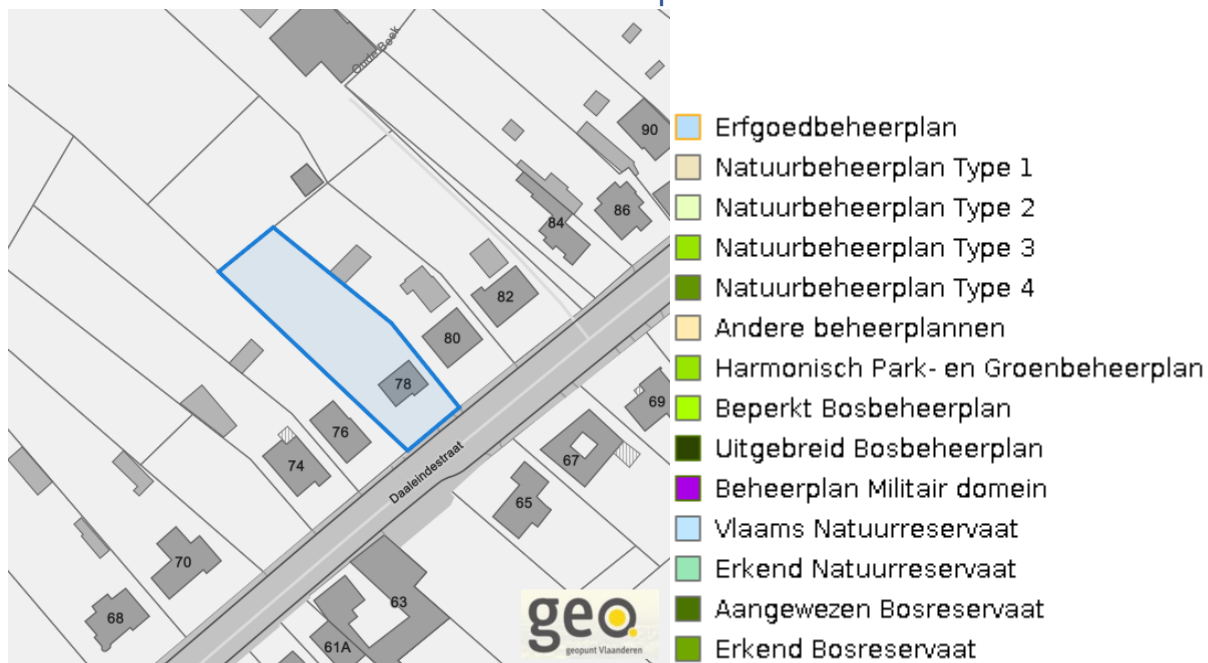 Oude Beek
90
86
84
82
80
78
76
74
70
68
69
67
65
63
61A
Daaleindestraat
geo.
geopunt Vlaanderen
Erfgoedbeheerplan
Natuurbeheerplan Type 1
Natuurbeheerplan Type 2
Natuurbeheerplan Type 3
Natuurbeheerplan Type 4
Andere beheerplannen
Harmonisch Park- en Groenbeheerplan
Beperkt Bosbeheerplan
Uitgebreid Bosbeheerplan
Beheerplan Militair domein
Vlaams Natuurreservaat
Erkend Natuurreservaat
Aangewezen Bosreservaat
Erkend Bosreservaat